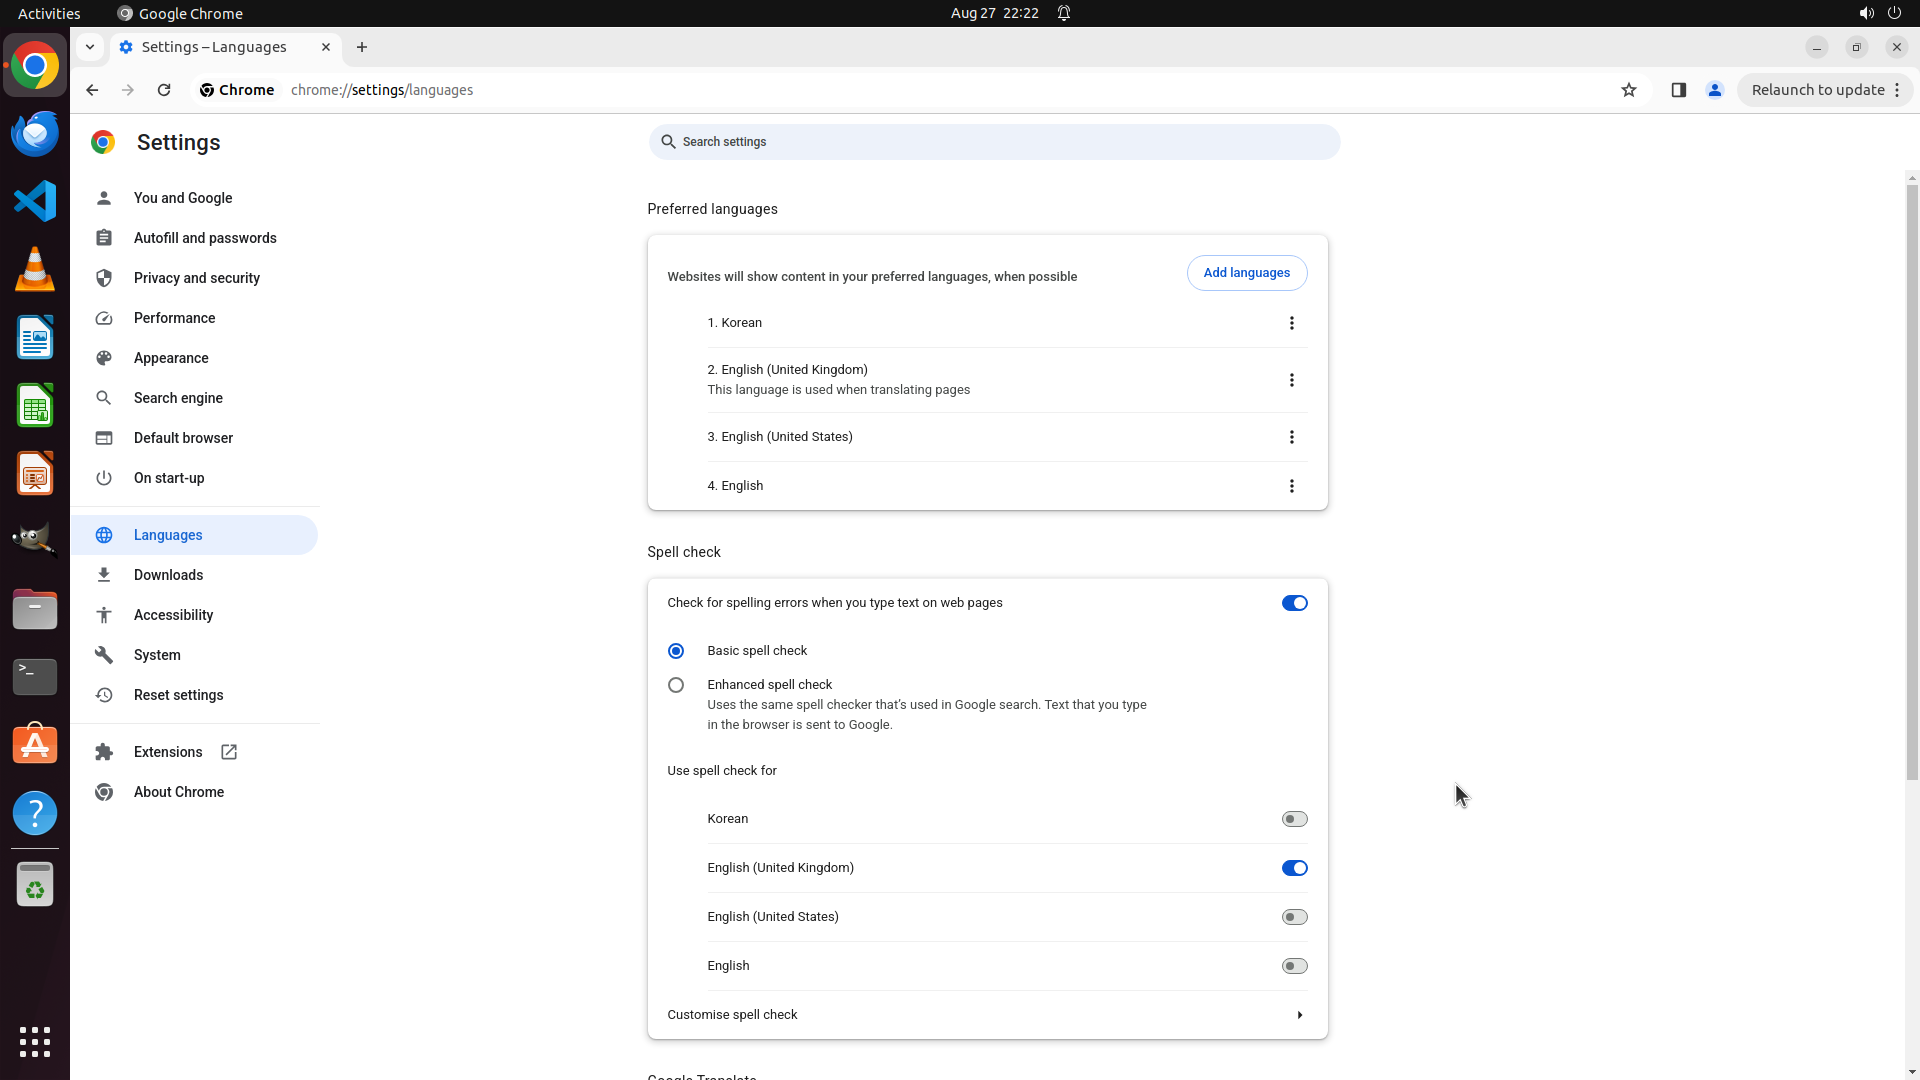 Activities
Google Chrome
Aug 27 22:22
Settings – Languages
Chrome
chrome://settings/languages
Relaunch to update
Settings
Search settings
You and Google
Autofill and passwords
Privacy and security
Performance
Appearance
Search engine
Default browser
On start-up
Languages
Downloads
Accessibility
System
Reset settings
Extensions
About Chrome
Preferred languages
Websites will show content in your preferred languages, when possible
Add languages
1. Korean
2. English (United Kingdom)
This language is used when translating pages
3. English (United States)
4. English
Spell check
Check for spelling errors when you type text on web pages
Basic spell check
Enhanced spell check
Uses the same spell checker that's used in Google search. Text that you type
in the browser is sent to Google.
Use spell check for
Korean
English (United Kingdom)
English (United States)
English
Customise spell check
Google Translate